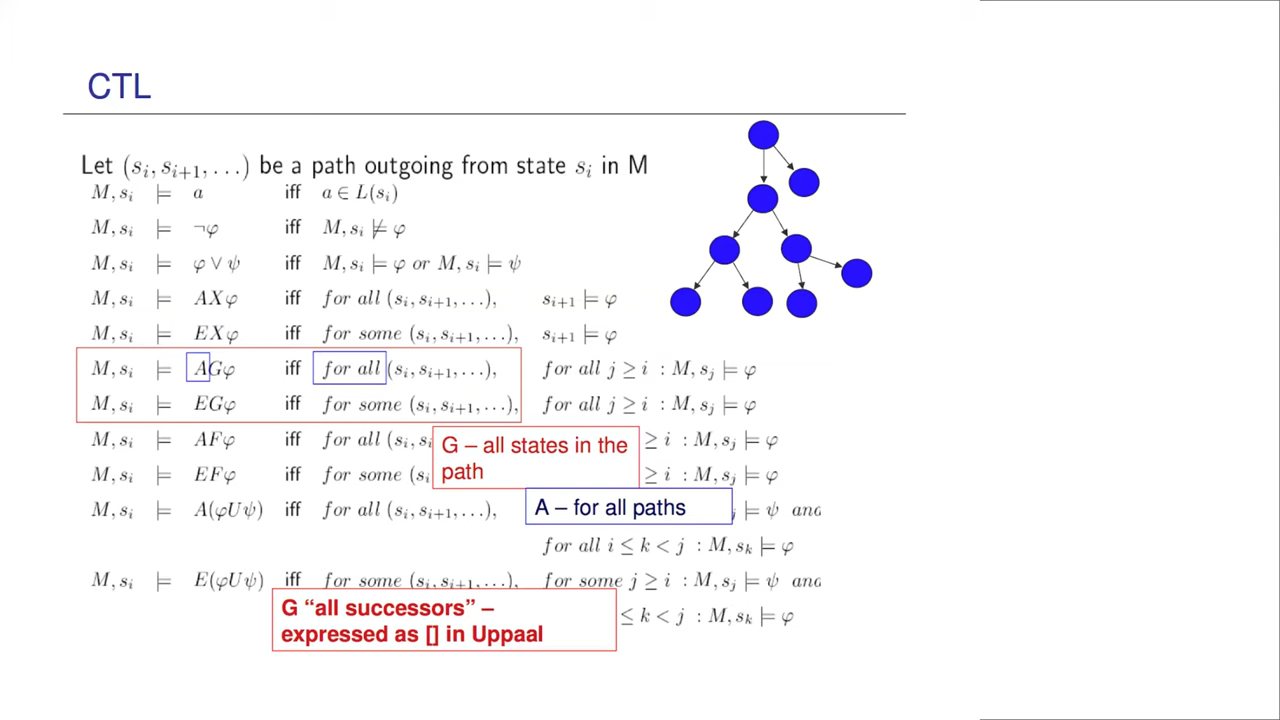 CTL
Let (s_i, s_{i+1}, ...) be a path outgoing from state s_i in M
M, s_i ⊨ a iff a ∈ L(s_i)
M, s_i ⊨ ¬φ iff M, s_i ⊭ φ
M, s_i ⊨ φ ∨ ψ iff M, s_i ⊨ φ or M, s_i ⊨ ψ
M, s_i ⊨ AXφ iff for all (s_i, s_{i+1}, ...), s_{i+1} ⊨ φ
M, s_i ⊨ EXφ iff for some (s_i, s_{i+1}, ...), s_{i+1} ⊨ φ
M, s_i ⊨ AGφ iff for all (s_i, s_{i+1}, ...), for all j ≥ i : M, s_j ⊨ φ
M, s_i ⊨ EGφ iff for some (s_i, s_{i+1}, ...), for all j ≥ i : M, s_j ⊨ φ
M, s_i ⊨ AFφ iff for all (s_i, s_i ≥ i : M, s_j ⊨ φ
G – all states in the
path
M, s_i ⊨ EFφ iff for some (s_i ≥ i : M, s_j ⊨ φ
M, s_i ⊨ A(φUψ) iff for all (s_i, s_{i+1}, ...), ⊨ ψ and
A – for all paths
for all i ≤ k < j : M, s_k ⊨ φ
M, s_i ⊨ E(φUψ) iff for some (s_i, s_{i+1}, ...), for some j ≥ i : M, s_j ⊨ ψ and
≤ k < j : M, s_k ⊨ φ
G “all successors” –
expressed as [] in Uppaal